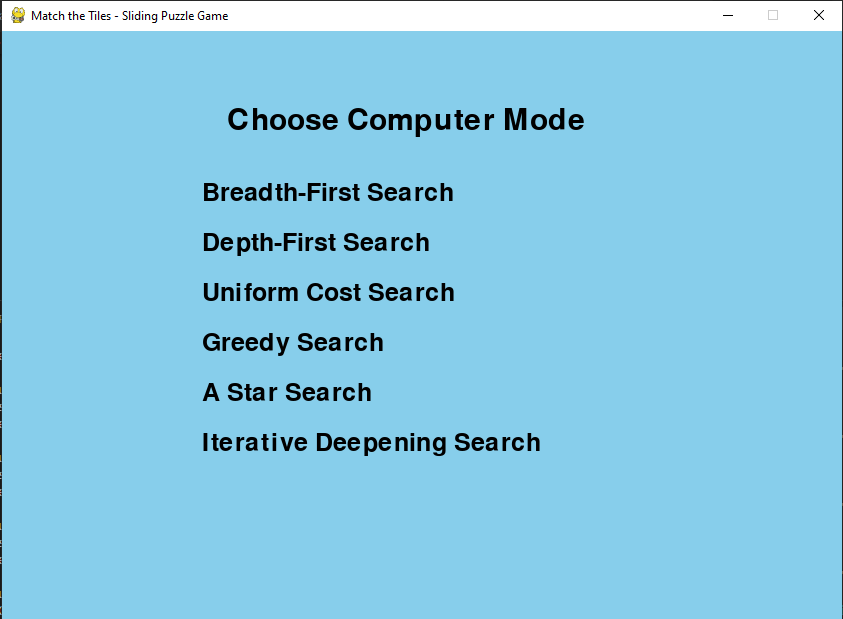 Match the Tiles - Sliding Puzzle Game
Choose Computer Mode
Breadth-First Search
Depth-First Search
Uniform Cost Search
Greedy Search
A Star Search
Iterative Deepening Search